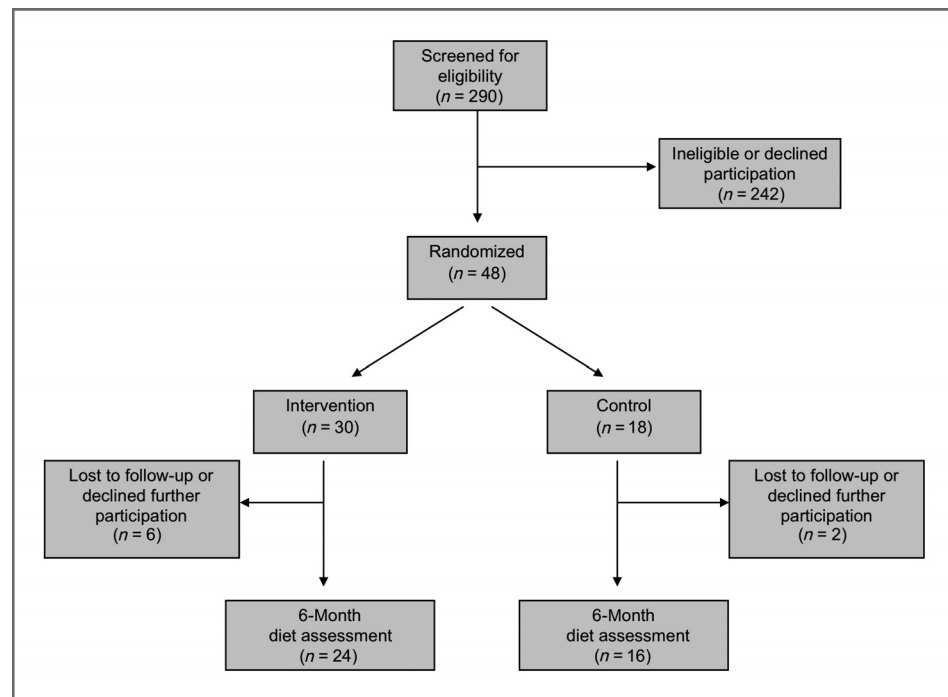 Screened for
eligibility
(n = 290)
Ineligible or declined
participation
(n = 242)
Randomized
(n = 48)
Intervention
(n = 30)
Control
(n = 18)
Lost to follow-up or
declined further
participation
(n = 6)
Lost to follow-up or
declined further
participation
(n = 2)
6-Month
diet assessment
(n = 24)
6-Month
diet assessment
(n = 16)